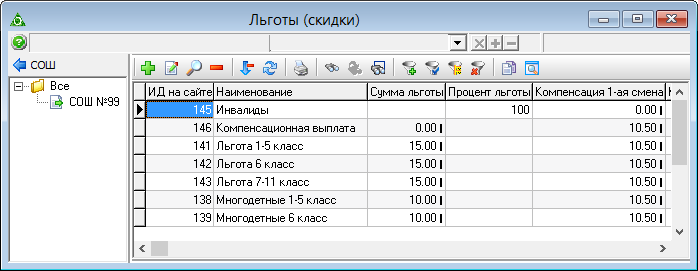 Льготы (скидки)
СОШ
Все
СОШ №99
ИД на сайте Наименование Сумма льготы Процент льготы Компенсация 1-ая смена
145 Инвалиды 100 0.00
146 Компенсационная выплата 0.00 10.50
141 Льгота 1-5 класс 15.00 10.50
142 Льгота 6 класс 15.00 10.50
143 Льгота 7-11 класс 15.00 10.50
138 Многодетные 1-5 класс 10.00 10.50
139 Многодетные 6 класс 10.00 10.50